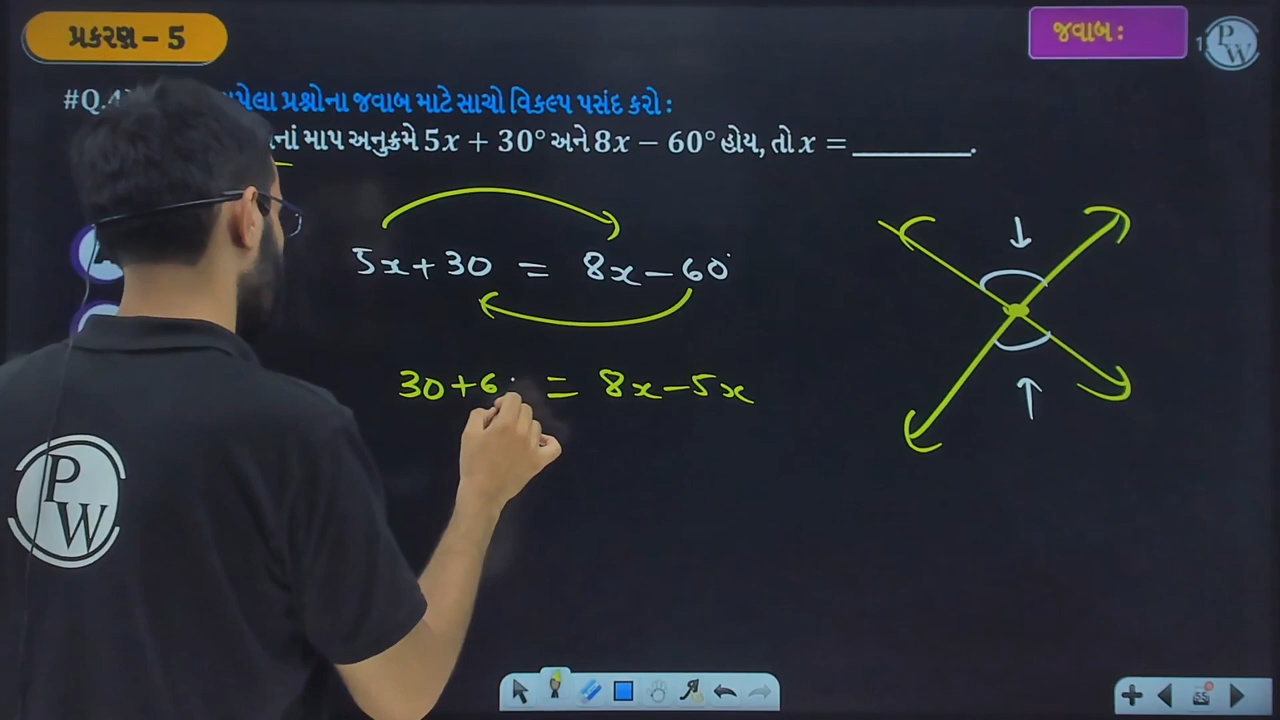 પ્રકરણ – 5
જવાબ :
PW
#Q.4 પ્રશ્નોના જવાબ માટે સાચો વિકલ્પ પસંદ કરો :
માપ અનુક્રમે 5x + 30° અને 8x − 60° હોય, તો x = ________.
5x+30 = 8x−60°
30+6 = 8x−5x
PW